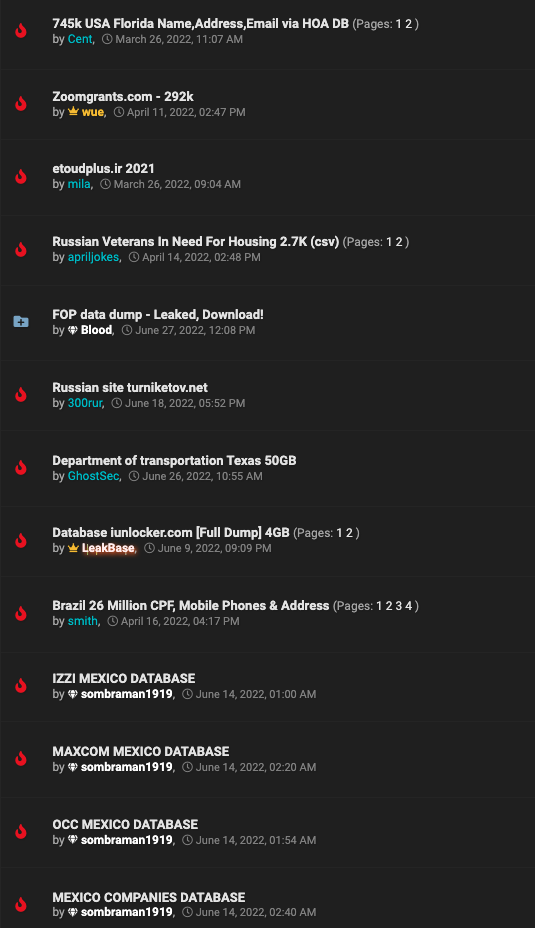 745k USA Florida Name,Address,Email via HOA DB (Pages: 1 2 )
by Cent, March 26, 2022, 11:07 AM
Zoomgrants.com - 292k
by wue, April 11, 2022, 02:47 PM
etoudplus.ir 2021
by mila, March 26, 2022, 09:04 AM
Russian Veterans In Need For Housing 2.7K (csv) (Pages: 1 2 )
by apriljokes, April 14, 2022, 02:48 PM
FOP data dump - Leaked, Download!
by Blood, June 27, 2022, 12:08 PM
Russian site turniketov.net
by 300rur, June 18, 2022, 05:52 PM
Department of transportation Texas 50GB
by GhostSec, June 26, 2022, 10:55 AM
Database iunlocker.com [Full Dump] 4GB (Pages: 1 2 )
by LeakBase, June 9, 2022, 09:09 PM
Brazil 26 Million CPF, Mobile Phones & Address (Pages: 1 2 3 4 )
by smith, April 16, 2022, 04:17 PM
IZZI MEXICO DATABASE
by sombraman1919, June 14, 2022, 01:00 AM
MAXCOM MEXICO DATABASE
by sombraman1919, June 14, 2022, 02:20 AM
OCC MEXICO DATABASE
by sombraman1919, June 14, 2022, 01:54 AM
MEXICO COMPANIES DATABASE
by sombraman1919, June 14, 2022, 02:40 AM